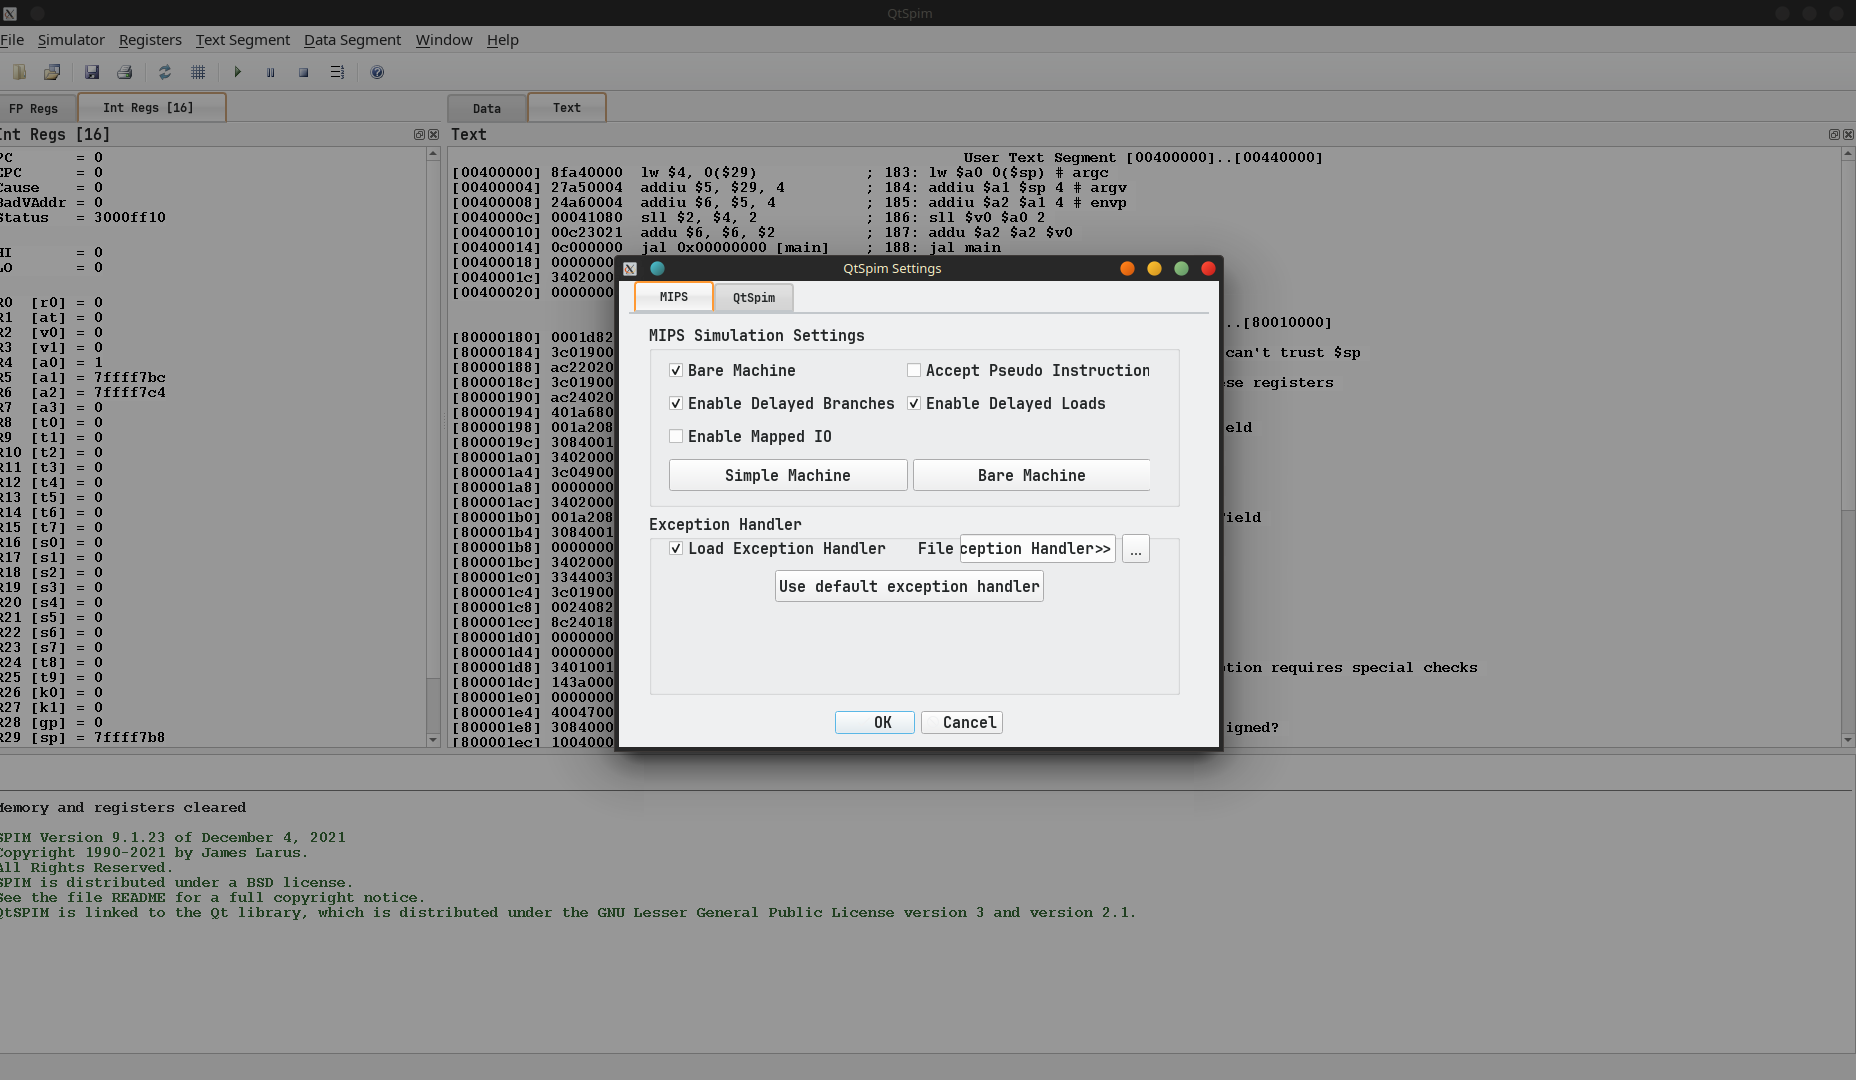 QtSpim
File Simulator Registers Text Segment Data Segment Window Help
FP Regs Int Regs [16] Data Text
Int Regs [16] Text
PC = 0
EPC = 0
Cause = 0
BadVAddr = 0
Status = 3000ff10
HI = 0
LO = 0
R0 [r0] = 0
R1 [at] = 0
R2 [v0] = 0
R3 [v1] = 0
R4 [a0] = 1
R5 [a1] = 7ffff7bc
R6 [a2] = 7ffff7c4
R7 [a3] = 0
R8 [t0] = 0
R9 [t1] = 0
R10 [t2] = 0
R11 [t3] = 0
R12 [t4] = 0
R13 [t5] = 0
R14 [t6] = 0
R15 [t7] = 0
R16 [s0] = 0
R17 [s1] = 0
R18 [s2] = 0
R19 [s3] = 0
R20 [s4] = 0
R21 [s5] = 0
R22 [s6] = 0
R23 [s7] = 0
R24 [t8] = 0
R25 [t9] = 0
R26 [k0] = 0
R27 [k1] = 0
R28 [gp] = 0
R29 [sp] = 7ffff7b8
User Text Segment [00400000]..[00440000]
[00400000] 8fa40000 lw $4, 0($29) ; 183: lw $a0 0($sp) # argc
[00400004] 27a50004 addiu $5, $29, 4 ; 184: addiu $a1 $sp 4 # argv
[00400008] 24a60004 addiu $6, $5, 4 ; 185: addiu $a2 $a1 4 # envp
[0040000c] 00041080 sll $2, $4, 2 ; 186: sll $v0 $a0 2
[00400010] 00c23021 addu $6, $6, $2 ; 187: addu $a2 $a2 $v0
[00400014] 0c000000 jal 0x00000000 [main] ; 188: jal main
[00400018] 0000000
[0040001c] 3402000
[00400020] 0000000
..[80010000]
[80000180] 0001d82
[80000184] 3c01900 can't trust $sp
[80000188] ac22020
[8000018c] 3c01900 se registers
[80000190] ac24020
[80000194] 401a680
[80000198] 001a208 eld
[8000019c] 3084001
[800001a0] 3402000
[800001a4] 3c04900
[800001a8] 0000000
[800001ac] 3402000
[800001b0] 001a208 ield
[800001b4] 3084001
[800001b8] 0000000
[800001bc] 3402000
[800001c0] 3344003
[800001c4] 3c01900
[800001c8] 0024082
[800001cc] 8c24018
[800001d0] 0000000
[800001d4] 0000000
[800001d8] 3401001 tion requires special checks
[800001dc] 143a000
[800001e0] 0000000
[800001e4] 4004700
[800001e8] 3084000 igned?
[800001ec] 1004000
QtSpim Settings
MIPS QtSpim
MIPS Simulation Settings
Bare Machine Accept Pseudo Instruction
Enable Delayed Branches Enable Delayed Loads
Enable Mapped IO
Simple Machine Bare Machine
Exception Handler
Load Exception Handler File ception Handler>> ...
Use default exception handler
OK Cancel
Memory and registers cleared
SPIM Version 9.1.23 of December 4, 2021
Copyright 1990-2021 by James Larus.
All Rights Reserved.
SPIM is distributed under a BSD license.
See the file README for a full copyright notice.
QtSPIM is linked to the Qt library, which is distributed under the GNU Lesser General Public License version 3 and version 2.1.